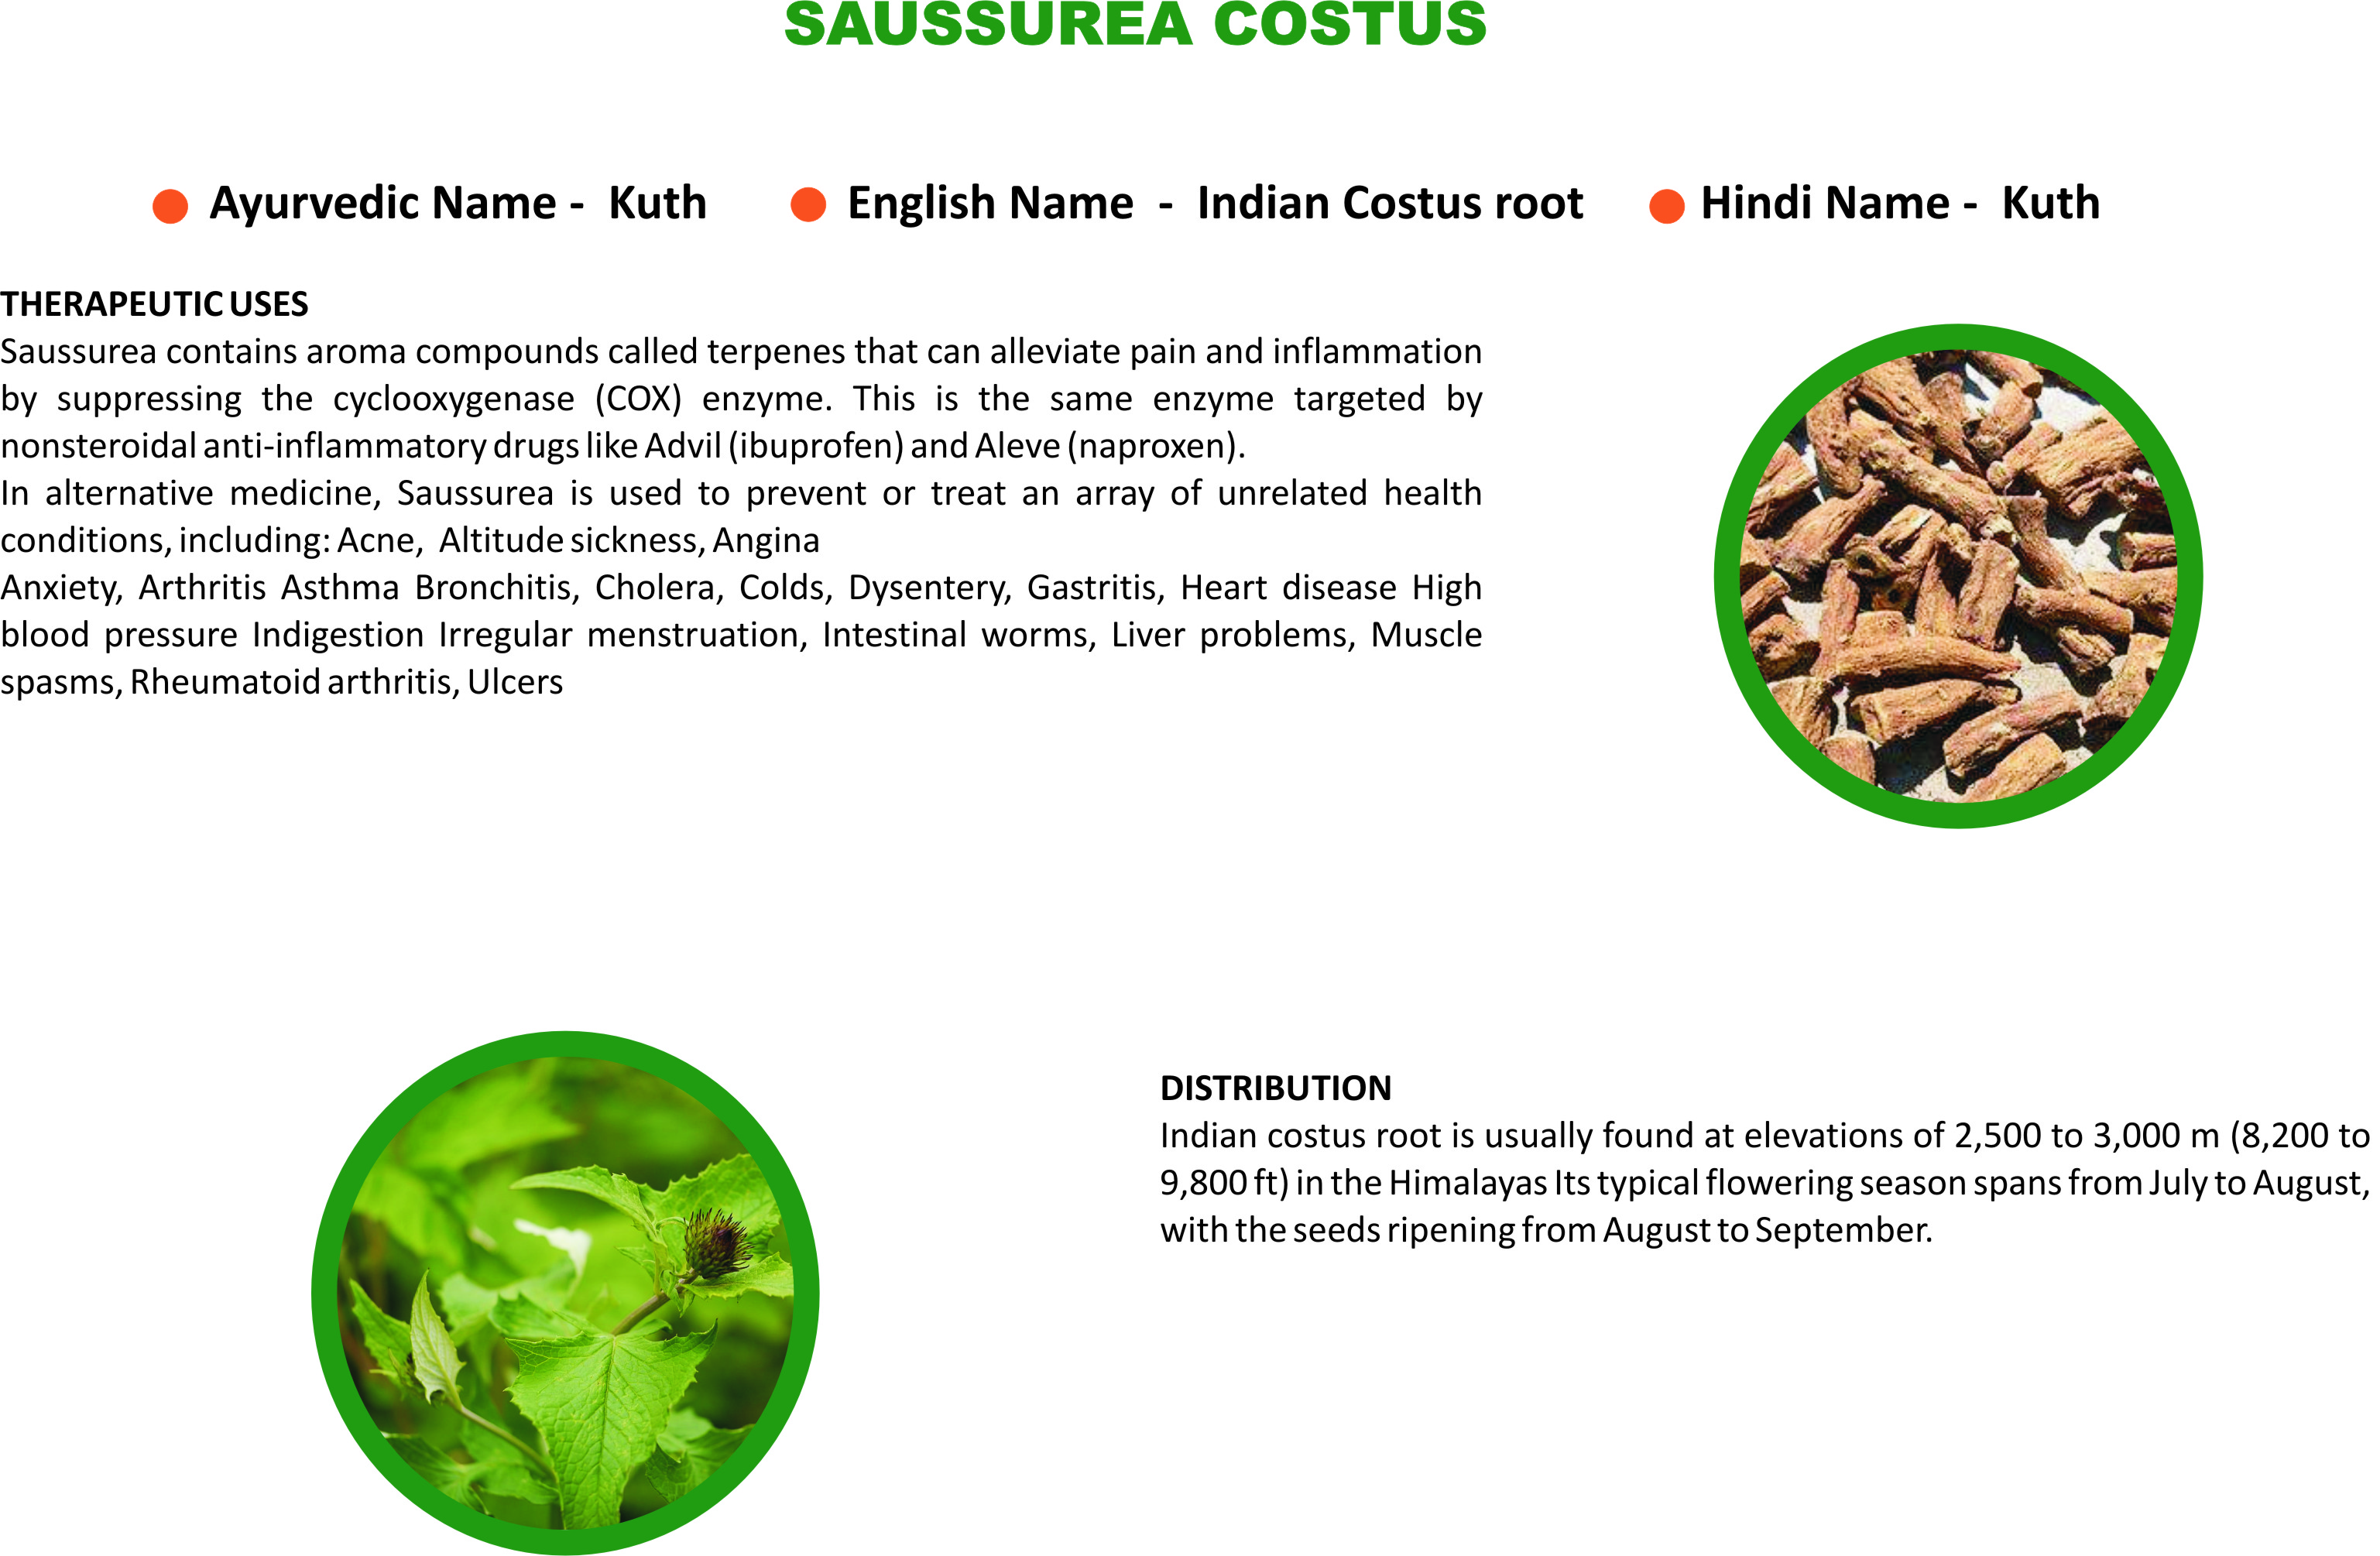 SAUSSUREA COSTUS
Ayurvedic Name - Kuth
English Name - Indian Costus root
Hindi Name - Kuth
THERAPEUTIC USES
Saussurea contains aroma compounds called terpenes that can alleviate pain and inflammation
by suppressing the cyclooxygenase (COX) enzyme. This is the same enzyme targeted by
nonsteroidal anti-inflammatory drugs like Advil (ibuprofen) and Aleve (naproxen).
In alternative medicine, Saussurea is used to prevent or treat an array of unrelated health
conditions, including: Acne, Altitude sickness, Angina
Anxiety, Arthritis Asthma Bronchitis, Cholera, Colds, Dysentery, Gastritis, Heart disease High
blood pressure Indigestion Irregular menstruation, Intestinal worms, Liver problems, Muscle
spasms, Rheumatoid arthritis, Ulcers
DISTRIBUTION
Indian costus root is usually found at elevations of 2,500 to 3,000 m (8,200 to
9,800 ft) in the Himalayas Its typical flowering season spans from July to August,
with the seeds ripening from August to September.